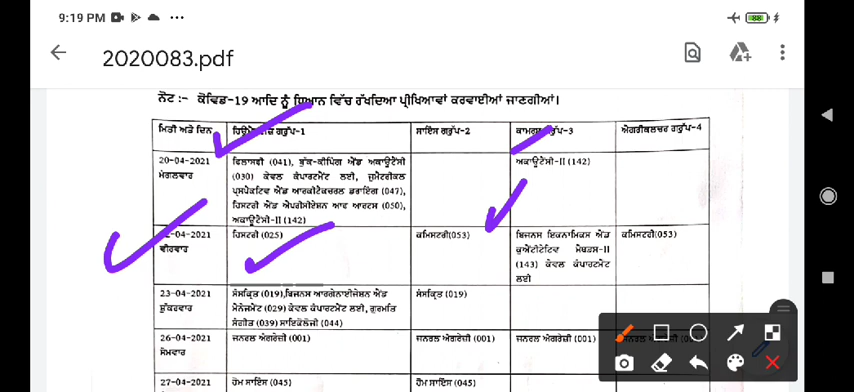 9:19 PM
88
2020083.pdf
ਨੋਟ :- ਕੋਵਿਡ-19 ਆਦਿ ਨੂੰ ਧਿਆਨ ਵਿੱਚ ਰੱਖਦਿਆ ਪ੍ਰੀਖਿਆਵਾਂ ਕਰਵਾਈਆਂ ਜਾਣਗੀਆਂ।
ਮਿਤੀ ਅਤੇ ਦਿਨ ਗਰੁੱਪ-1 ਸਾਇੰਸ ਗਰੁੱਪ-2 ਕਾਮਰਸ ਗਰੁੱਪ-3 ਐਗਰੀਕਲਚਰ ਗਰੁੱਪ-4
20-04-2021 ਫਿਲਾਸਫੀ (041), ਬੁੱਕ-ਕੀਪਿੰਗ ਐਂਡ ਅਕਾਊਂਟੈਂਸੀ ਅਕਾਊਂਟੈਂਸੀ-II (142)
ਮੰਗਲਵਾਰ (030) ਕੇਵਲ ਕੰਪਾਰਟਮੈਂਟ ਲਈ, ਜੁਮੈਟਰੀਕਲ
ਪ੍ਰਸਪੈਕਟਿਵ ਐਂਡ ਆਰਕੀਟੈਕਚਰਲ ਡਰਾਇੰਗ (047),
ਹਿਸਟਰੀ ਐਂਡ ਐਪਰੀਸੀਏਸ਼ਨ ਆਫ ਆਰਟਸ (050),
ਅਕਾਊਂਟੈਂਸੀ-II (142)
-04-2021 ਹਿਸਟਰੀ (025) ਕਮਿਸਟਰੀ(053) ਬਿਜਨਸ ਇਕਨਾਮਿਕਸ ਐਂਡ ਕਮਿਸਟਰੀ(053)
ਵੀਰਵਾਰ ਕੁਐਂਟੀਟੇਟਿਵ ਮੈਥਡਸ-II
(143) ਕੇਵਲ ਕੰਪਾਰਟਮੈਂਟ
ਲਈ
23-04-2021 ਸੰਸਕ੍ਰਿਤ (019),ਬਿਜਨਸ ਆਰਗੇਨਾਈਜੇਸ਼ਨ ਐਂਡ ਸੰਸਕ੍ਰਿਤ (019)
ਸ਼ੁੱਕਰਵਾਰ ਮੈਨੇਜਮੈਂਟ (029) ਕੇਵਲ ਕੰਪਾਰਟਮੈਂਟ ਲਈ, ਗੁਰਮਤਿ
ਸੰਗੀਤ (039) ਸਾਇਕੋਲੋਜੀ (044)
26-04-2021 ਜਨਰਲ ਅੰਗਰੇਜ਼ੀ (001) ਜਨਰਲ ਅੰਗਰੇਜ਼ੀ (001) ਜਨਰਲ ਅੰਗਰੇਜ਼ੀ (001)
ਸੋਮਵਾਰ
27-04-2021 ਹੋਮ ਸਾਇੰਸ (045) ਹੋਮ ਸਾਇੰਸ (045)